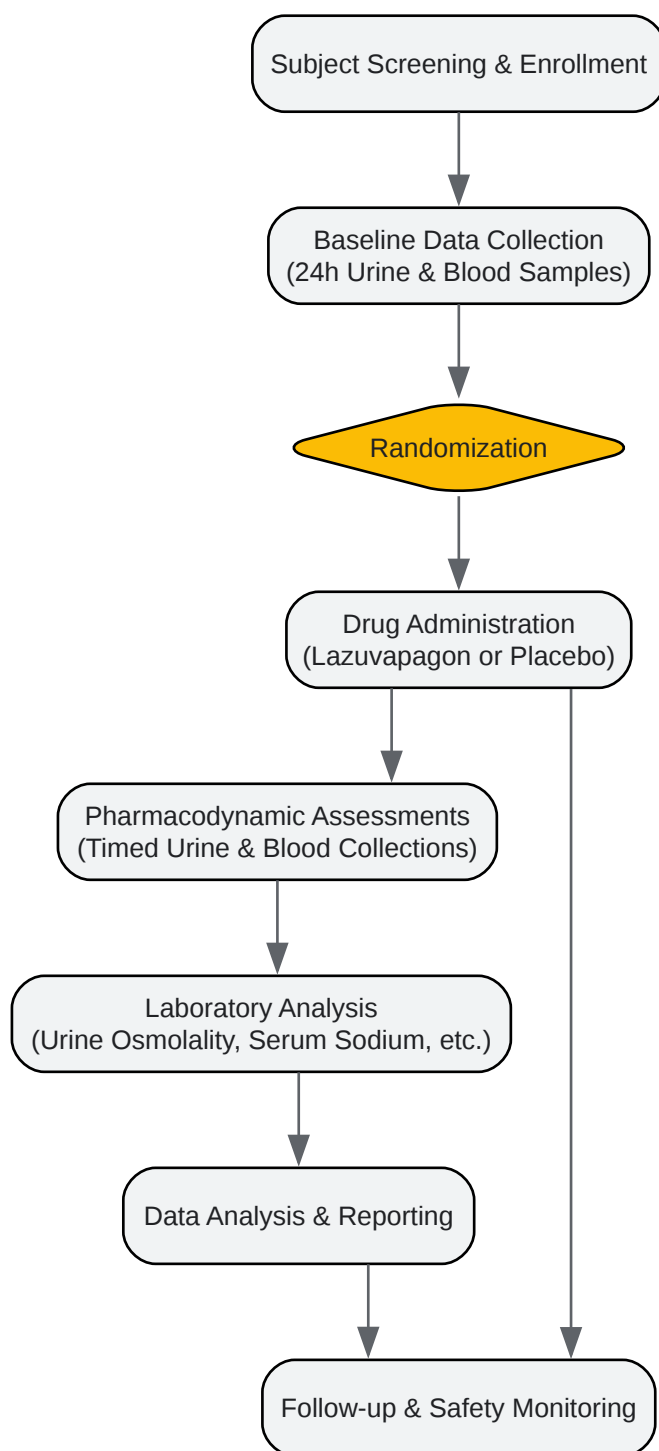 Subject Screening & Enrollment
Baseline Data Collection
(24h Urine & Blood Samples)
Randomization
Drug Administration
(Lazuvapagon or Placebo)
Pharmacodynamic Assessments
(Timed Urine & Blood Collections)
Laboratory Analysis
(Urine Osmolality, Serum Sodium, etc.)
Data Analysis & Reporting
Follow-up & Safety Monitoring